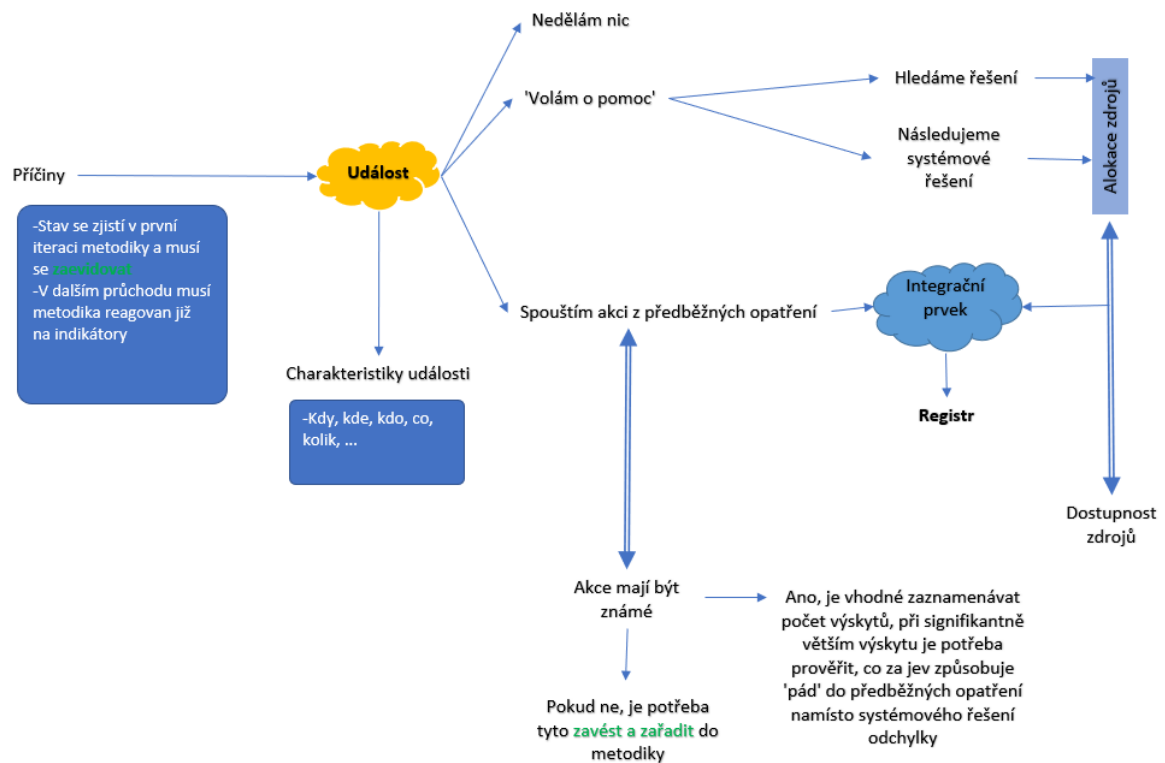 Nedělám nic
'Volám o pomoc'
Hledáme řešení
Následujeme
systémové
řešení
Alokace zdrojů
Příčiny
Událost
-Stav se zjistí v první
iteraci metodiky a musí
se zaevidovat
-V dalším průchodu musí
metodika reagovan již
na indikátory
Spouštím akci z předběžných opatření
Integrační
prvek
Charakteristiky události
-Kdy, kde, kdo, co,
kolik, ...
Registr
Dostupnost
zdrojů
Akce mají být
známé
Ano, je vhodné zaznamenávat
počet výskytů, při signifikantně
větším výskytu je potřeba
prověřit, co za jev způsobuje
'pád' do předběžných opatření
namísto systémového řešení
odchylky
Pokud ne, je potřeba
tyto zavést a zařadit do
metodiky